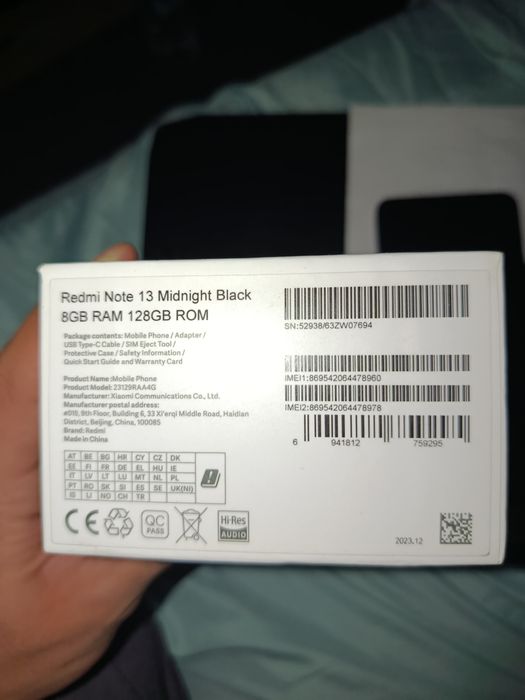 Redmi Note 13 Midnight Black
8GB RAM 128GB ROM
Package contents: Mobile Phone / Adapter /
USB Type-C Cable / SIM Eject Tool /
Protective Case / Safety Information /
Quick Start Guide and Warranty Card
Product Name:Mobile Phone
Product Model: 23129RAA4G
Manufacturer: Xiaomi Communications Co., Ltd.
Manufacturer postal address:
#019, 9th Floor, Building 6, 33 Xi'erqi Middle Road, Haidian
District, Beijing, China, 100085
Brand: Redmi
Made in China
SN:52938/63ZW07694
IMEI1:869542064478960
IMEI2:869542064478978
6 941812 759295
AT BE BG HR CY CZ DK
EE FI FR DE EL HU IE
IT LV LT LU MT NL PL
PT RO SK SI ES SE UK(NI)
IS LI NO CH TR
CE
QC
PASS
Hi-Res
AUDIO
2023.12